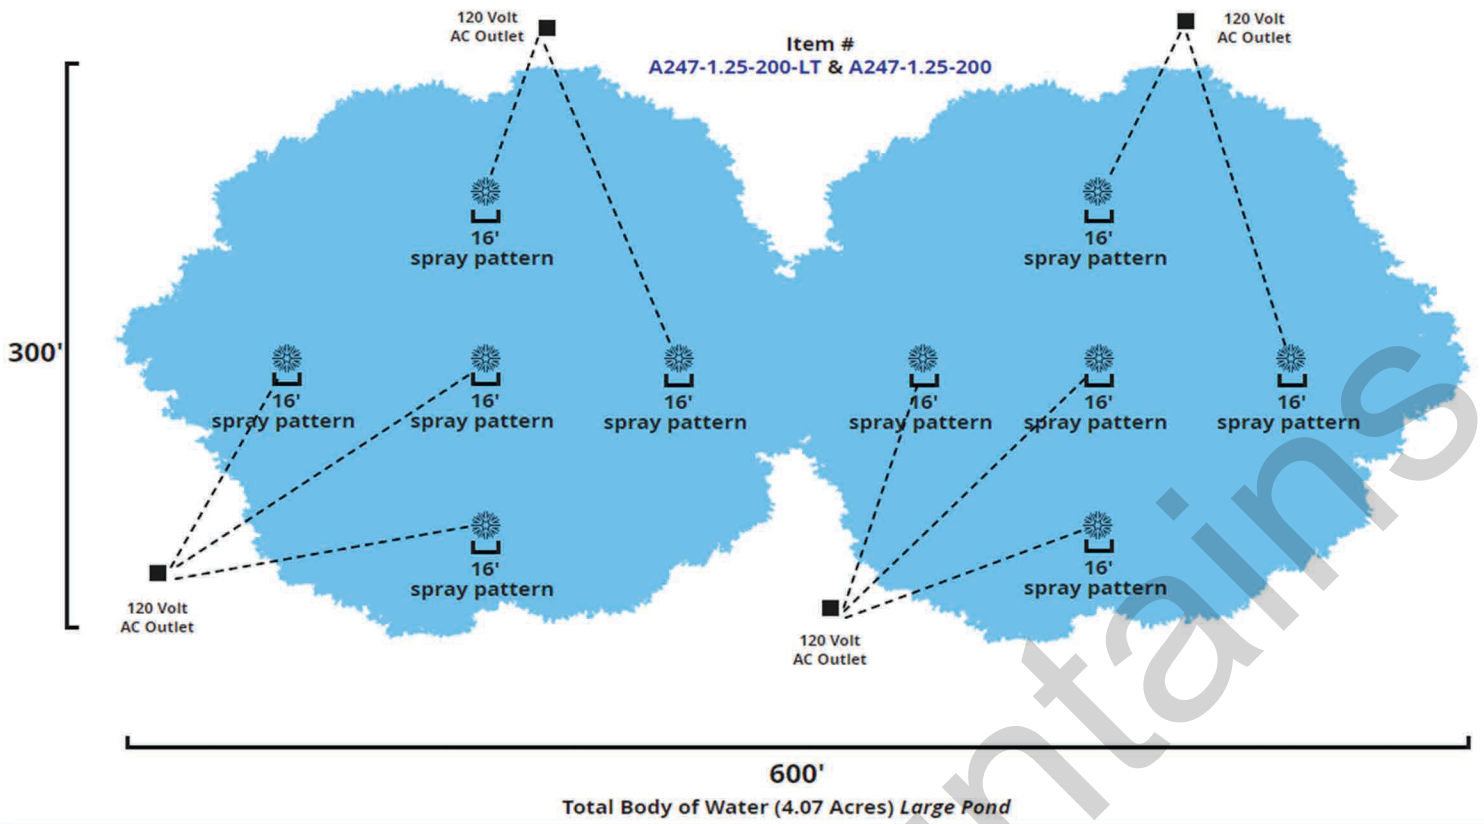 120 Volt
AC Outlet
Item #
A247-1.25-200-LT & A247-1.25-200
120 Volt
AC Outlet
16'
spray pattern
16'
spray pattern
300'
16'
spray pattern
16'
spray pattern
16'
spray pattern
16'
spray pattern
16'
spray pattern
16'
spray pattern
16'
spray pattern
16'
spray pattern
120 Volt
AC Outlet
120 Volt
AC Outlet
600'
Total Body of Water (4.07 Acres) Large Pond